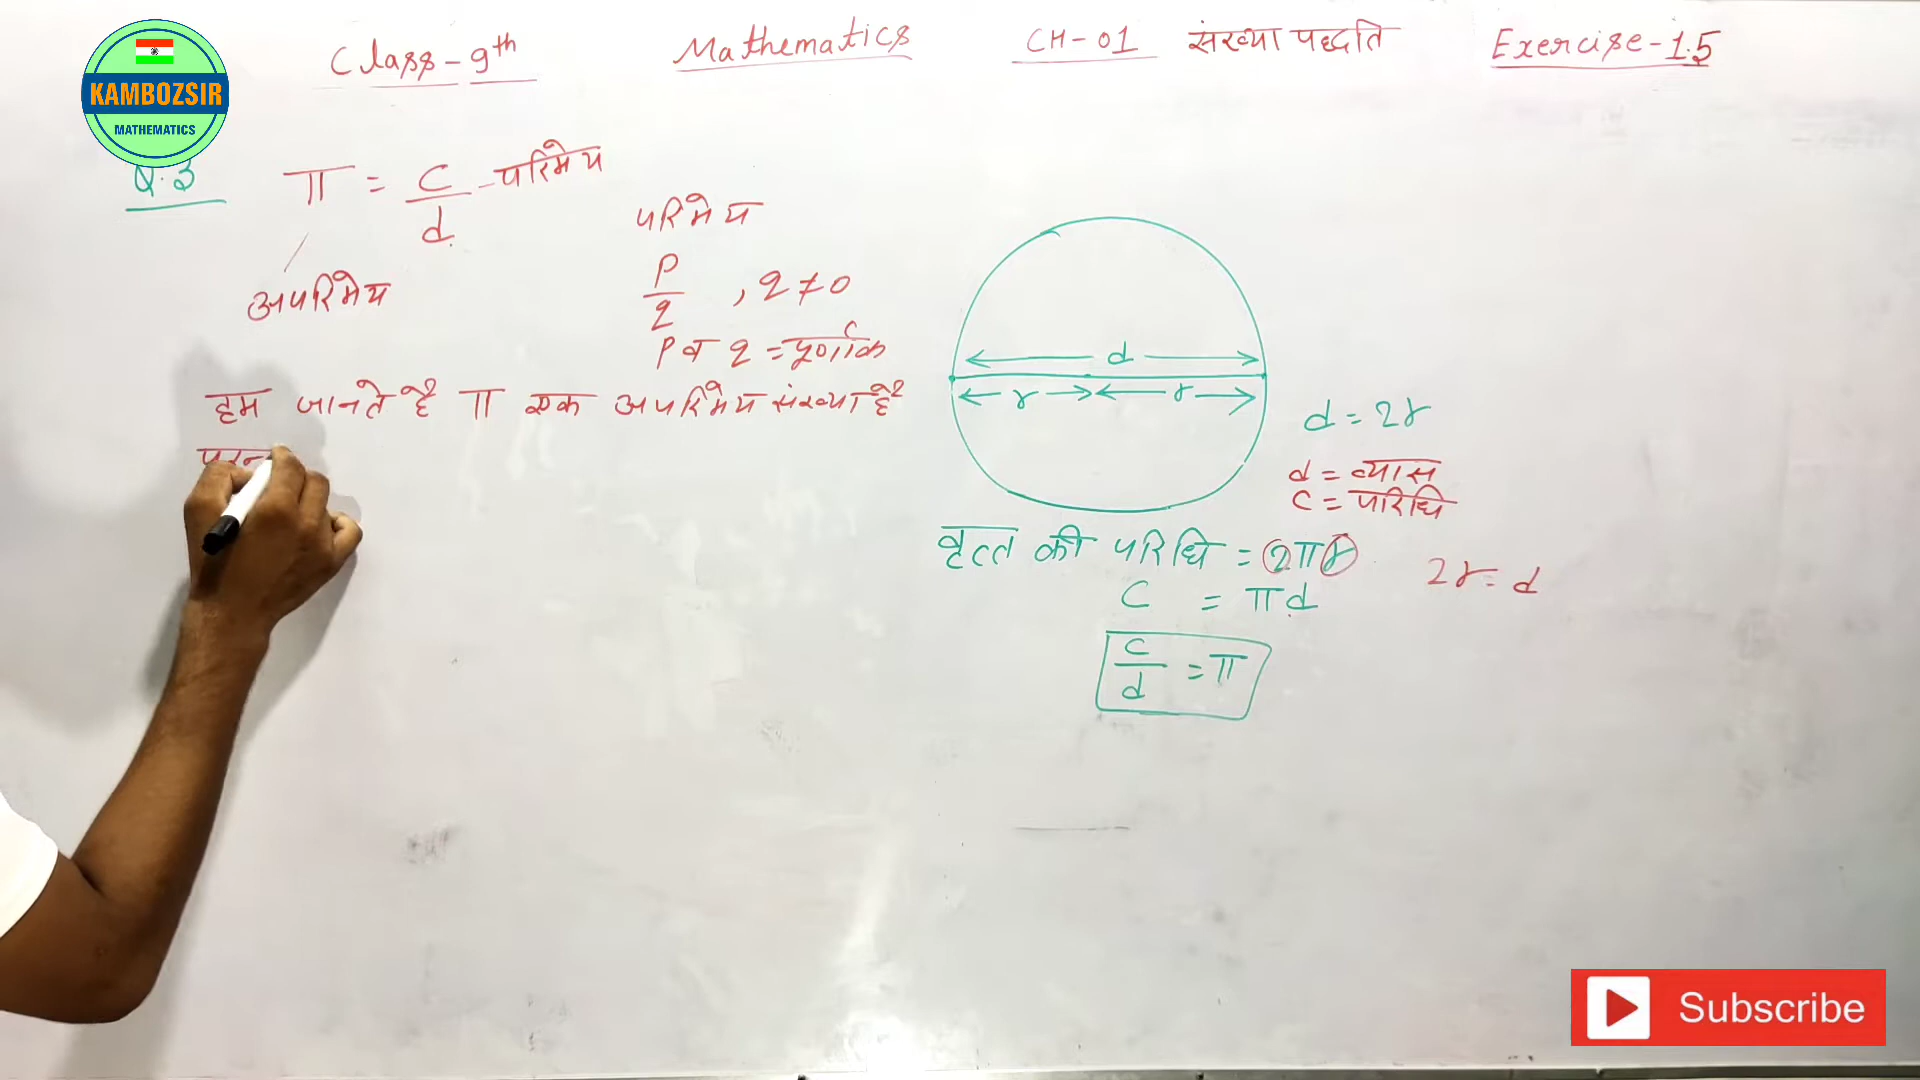 Class-9th Mathematics CH-01 संख्या पद्धति Exercise-1.5
KAMBOZSIR
MATHEMATICS
Q.3
π = c/d - परिमेय
अपरिमेय
परिमेय
p/q , q ≠ 0
p व q = पूर्णांक
हम जानते है π एक अपरिमेय संख्या है
d
r r
d = 2r
d = व्यास
c = परिधि
वृत्त की परिधि = 2πr
2r = d
c = πd
c/d = π
Subscribe